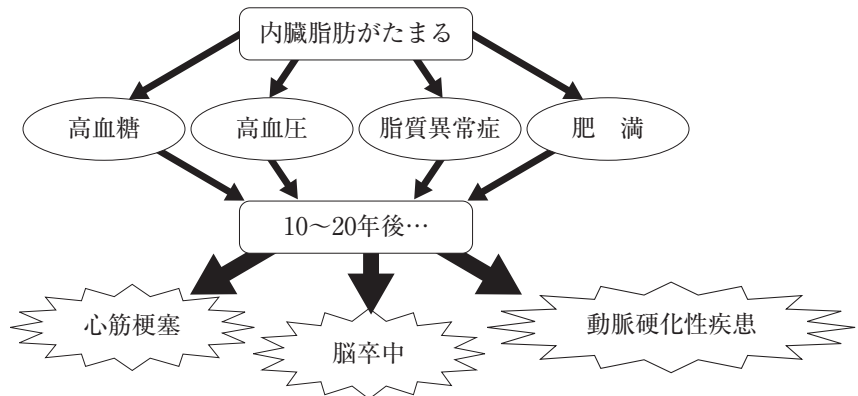 内臓脂肪がたまる
高血糖
高血圧
脂質異常症
肥　満
10～20年後…
心筋梗塞
脳卒中
動脈硬化性疾患